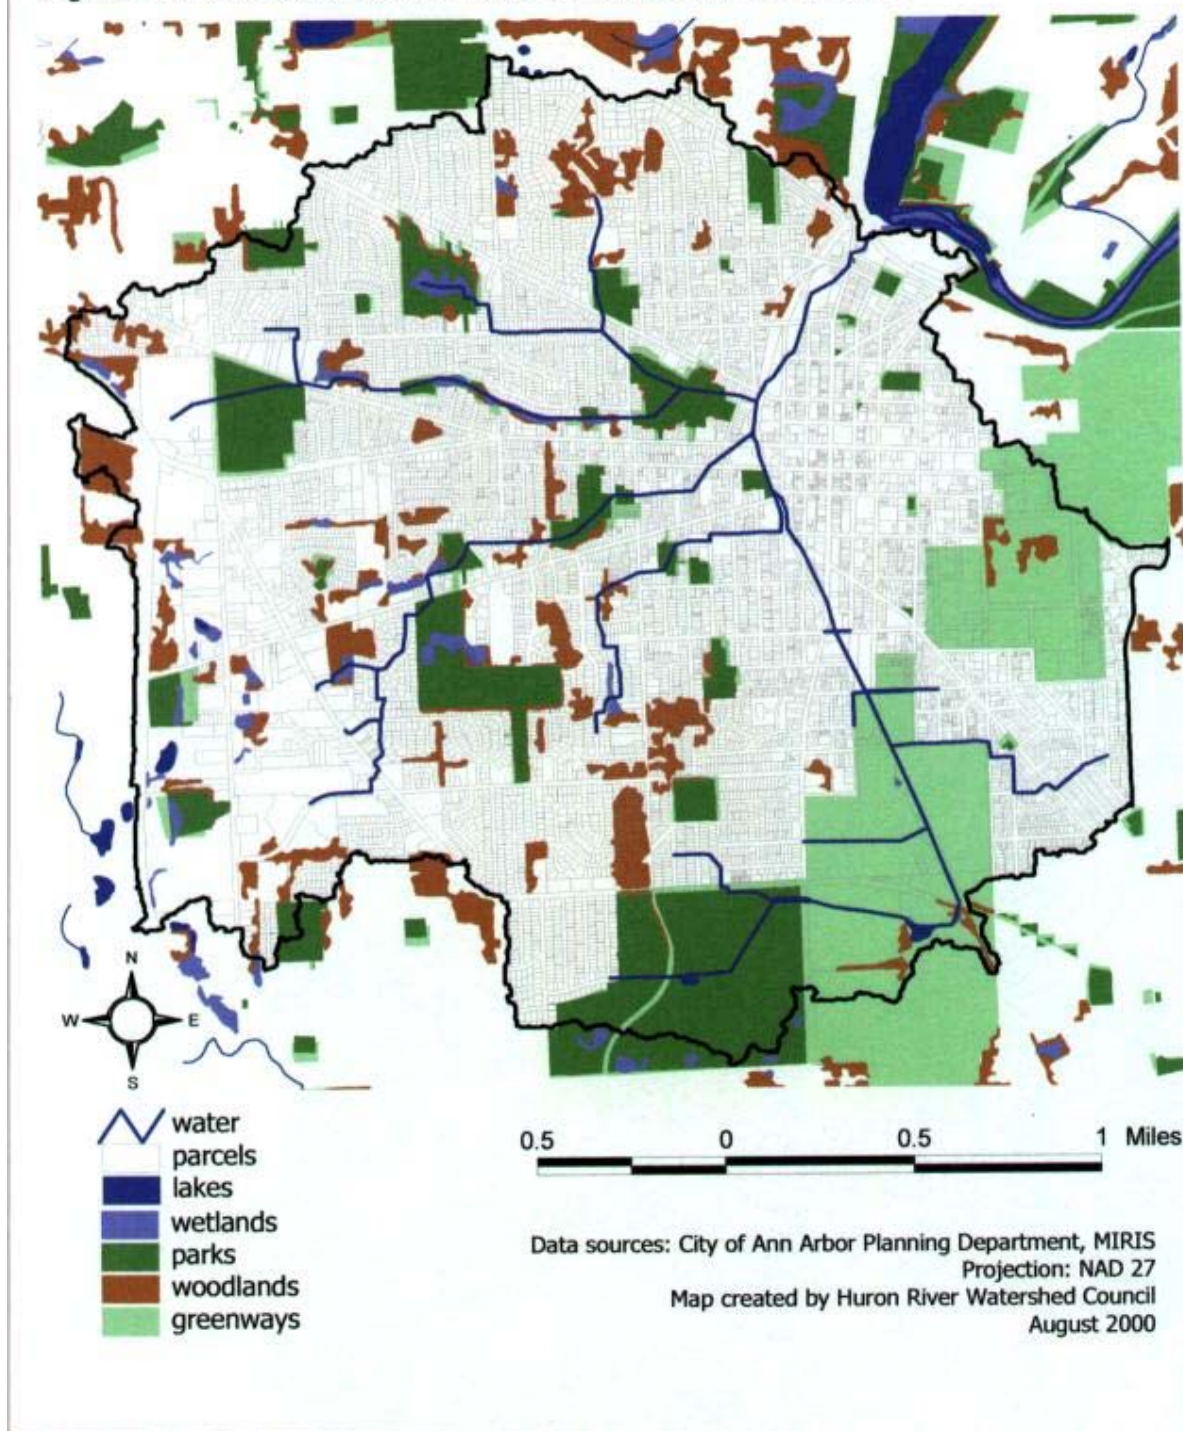 N
W E
S
water
parcels
lakes
wetlands
parks
woodlands
greenways
0.5 0 0.5 1 Miles
Data sources: City of Ann Arbor Planning Department, MIRIS
Projection: NAD 27
Map created by Huron River Watershed Council
August 2000